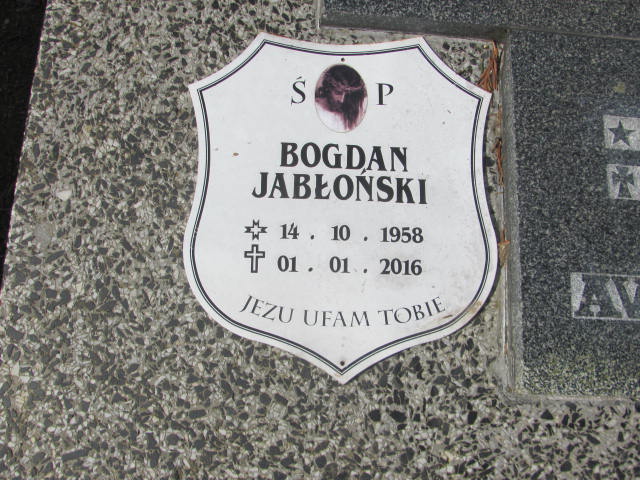 Ś P
BOGDAN
JABŁOŃSKI
14 . 10 . 1958
01 . 01 . 2016
JEZU UFAM TOBIE